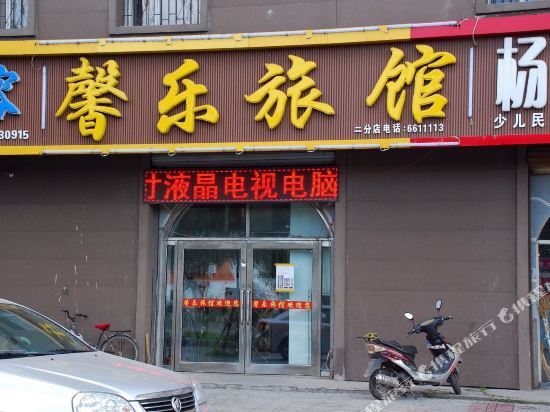 容
30915
馨乐旅馆
二分店电话:6611113
杨
少儿民
寸液晶电视电脑
馨乐旅馆欢迎您
馨乐旅馆欢迎您
携程旅行